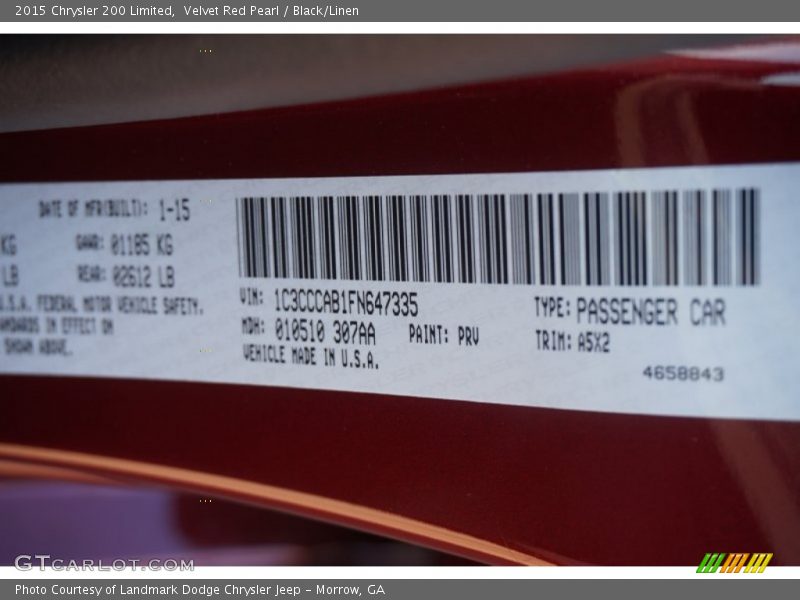 2015 Chrysler 200 Limited, Velvet Red Pearl / Black/Linen
DATE OF MFR(BUILT): 1-15
KG GAWR: 01185 KG
LB REAR: 02612 LB
U.S.A. FEDERAL MOTOR VEHICLE SAFETY.
IN EFFECT ON
SHOWN ABOVE.
VIN: 1C3CCCAB1FN647335
MDH: 010510 307AA PAINT: PRV
VEHICLE MADE IN U.S.A.
TYPE: PASSENGER CAR
TRIM: A5X2
4658843
GTCARLOT.COM
Photo Courtesy of Landmark Dodge Chrysler Jeep – Morrow, GA